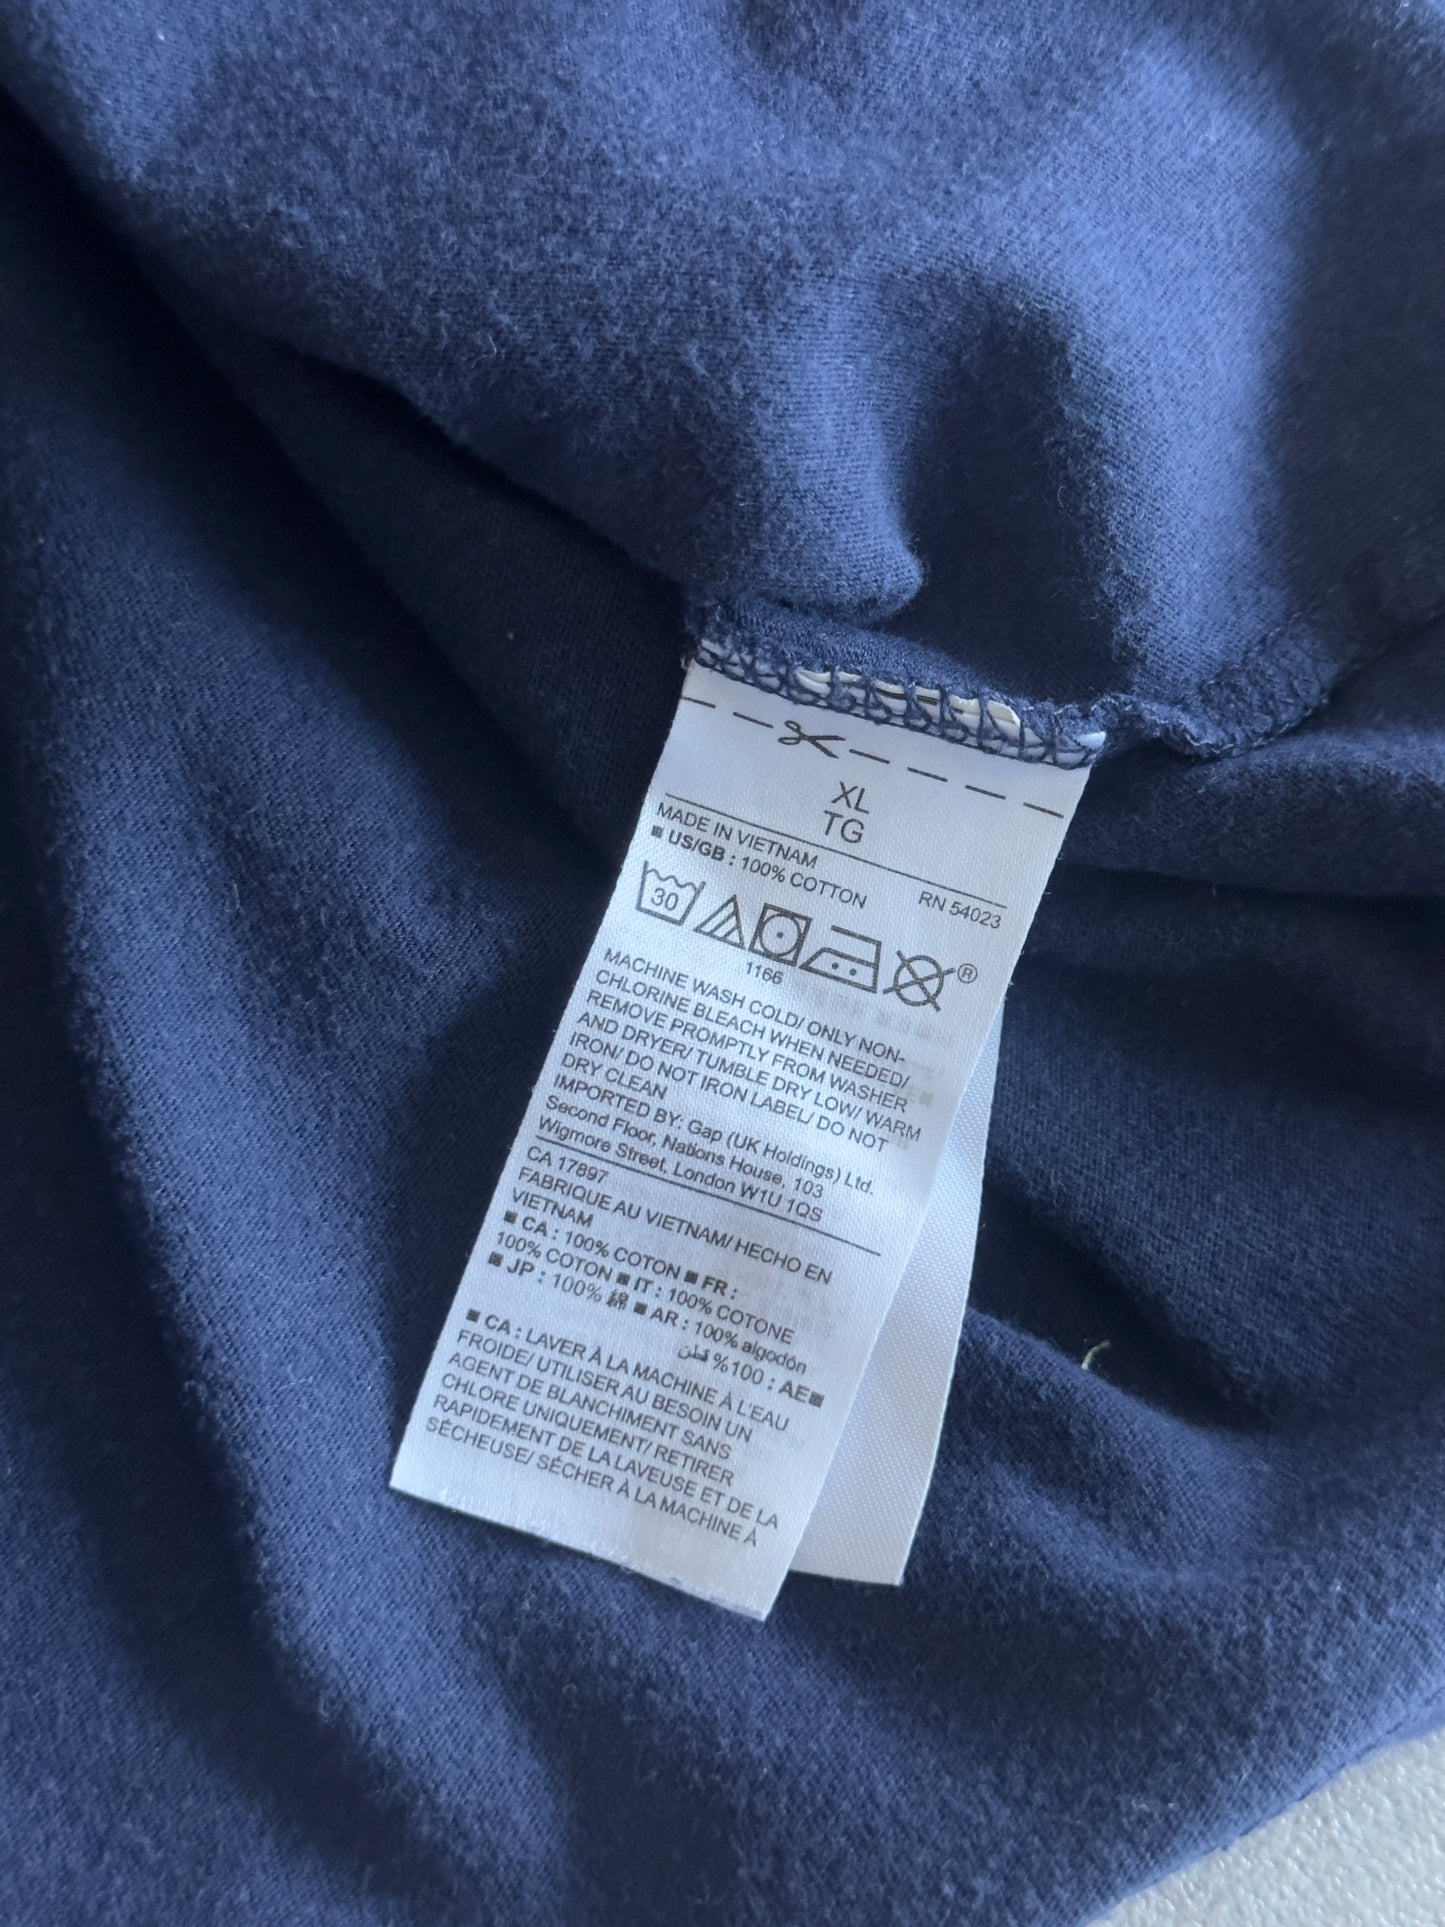 XL
TG
MADE IN VIETNAM
RN 54023
■ US/GB : 100% COTTON
30
®
1166
MACHINE WASH COLD/ ONLY NON-
CHLORINE BLEACH WHEN NEEDED/
REMOVE PROMPTLY FROM WASHER
AND DRYER/ TUMBLE DRY LOW/ WARM
IRON/ DO NOT IRON LABEL/ DO NOT
DRY CLEAN
IMPORTED BY: Gap (UK Holdings) Ltd.
Second Floor, Nations House, 103
Wigmore Street, London W1U 1QS
CA 17897
FABRIQUE AU VIETNAM/ HECHO EN
VIETNAM
■ CA : 100% COTON ■ FR :
100% COTON ■ IT : 100% COTONE
■ JP : 100% 綿 ■ AR : 100% algodón
■AE : 100% قطن
■ CA : LAVER À LA MACHINE À L'EAU
FROIDE/ UTILISER AU BESOIN UN
AGENT DE BLANCHIMENT SANS
CHLORE UNIQUEMENT/ RETIRER
RAPIDEMENT DE LA LAVEUSE ET DE LA
SÉCHEUSE/ SÉCHER À LA MACHINE À